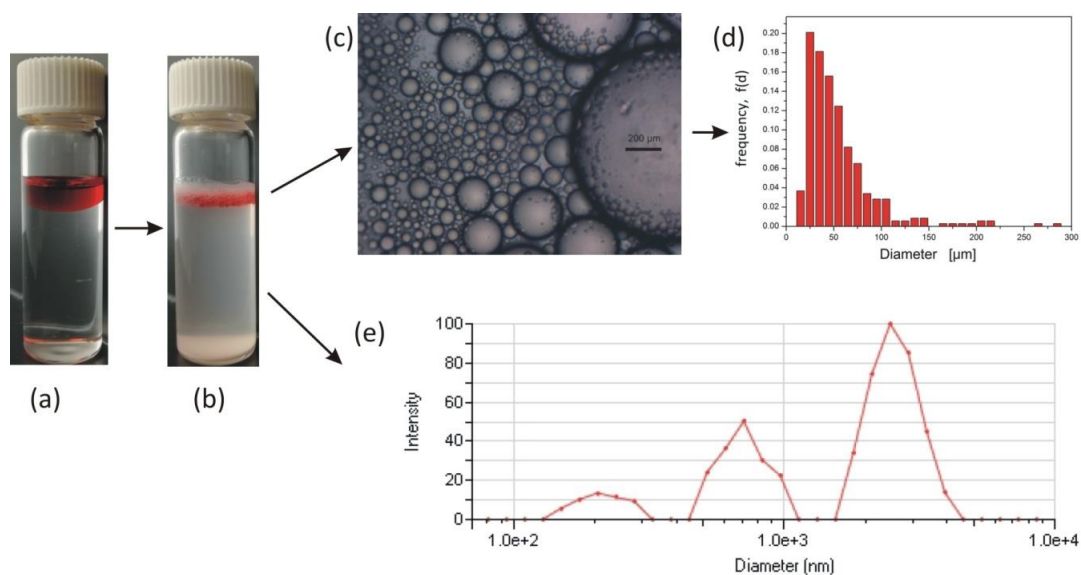 (c)
200 µm
(d)
frequency, f(d)
0.20
0.18
0.16
0.14
0.12
0.10
0.08
0.06
0.04
0.02
0.00
0 50 100 150 200 250 300
Diameter [µm]
(a)
(b)
(e)
Intensity
100
80
60
40
20
0
1.0e+2 1.0e+3 1.0e+4
Diameter (nm)